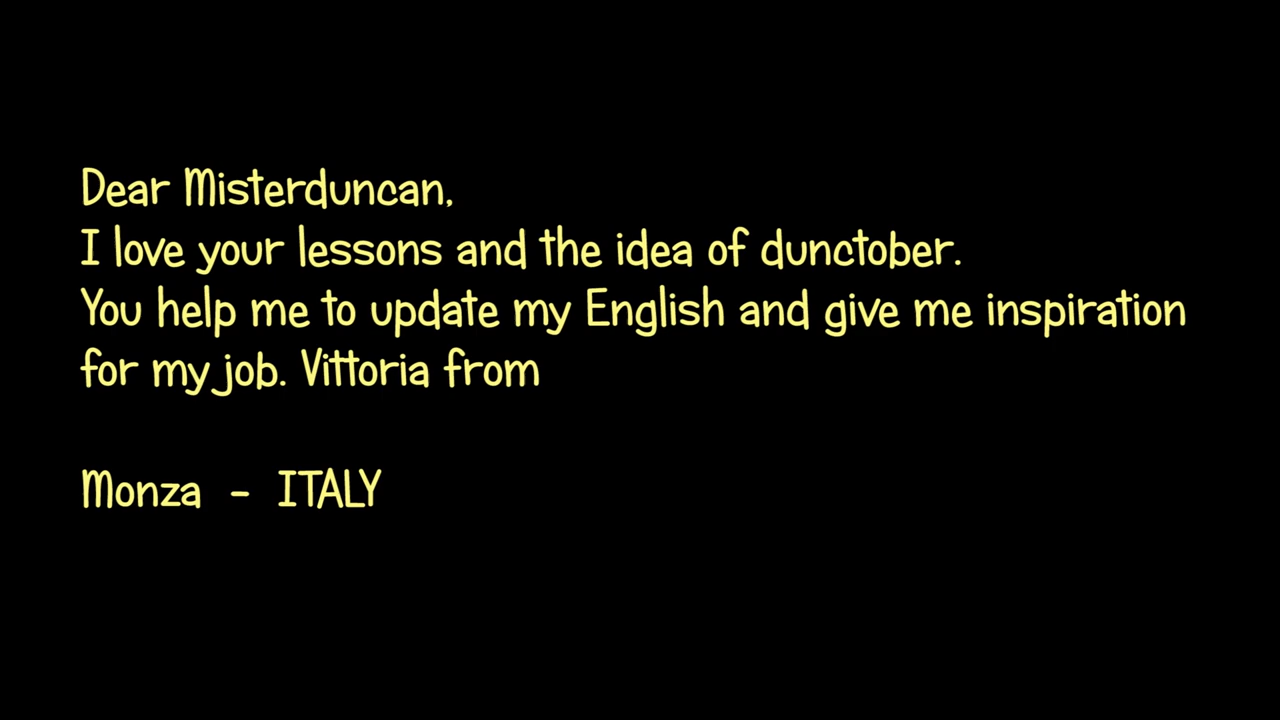 Dear Misterduncan,
I love your lessons and the idea of dunctober.
You help me to update my English and give me inspiration
for my job. Vittoria from
Monza - ITALY